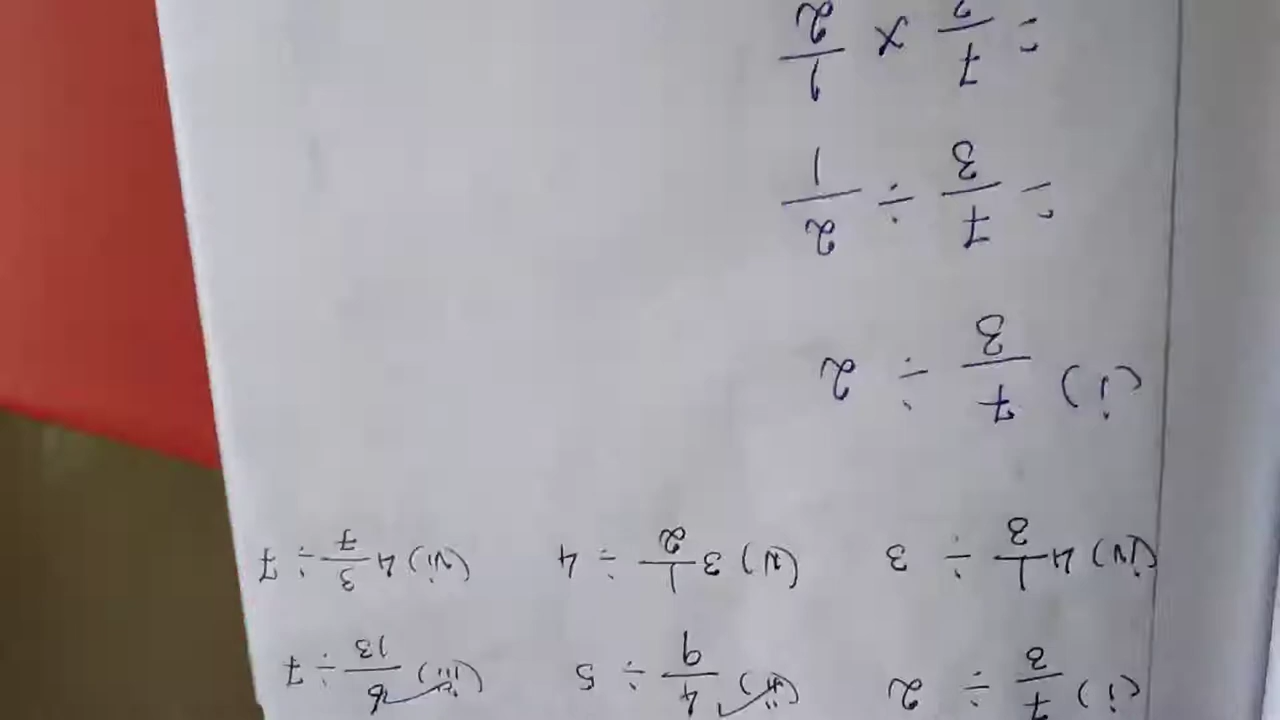 (i) 7/3 ÷ 2 (ii) 4/9 ÷ 5 (iii) 6/13 ÷ 7
(iv) 4 1/3 ÷ 3 (v) 3 1/2 ÷ 4 (vi) 4 3/7 ÷ 7
(i) 7/3 ÷ 2
= 7/3 ÷ 2/1
= 7/3 × 1/2